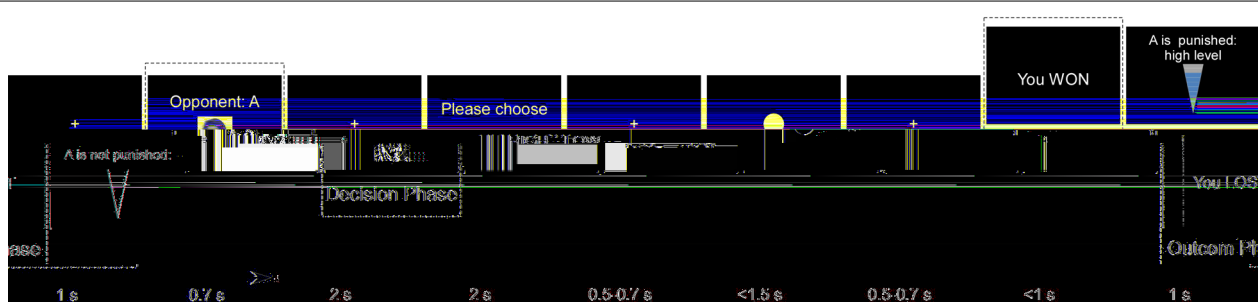 A is punished:
high level
You WON
Opponent: A
Please choose
A is not punished:
Decision Phase
You LOS
ase
Outcom Ph
1 s
0.7 s
2 s
2 s
0.5-0.7 s
<1.5 s
0.5-0.7 s
<1 s
1 s